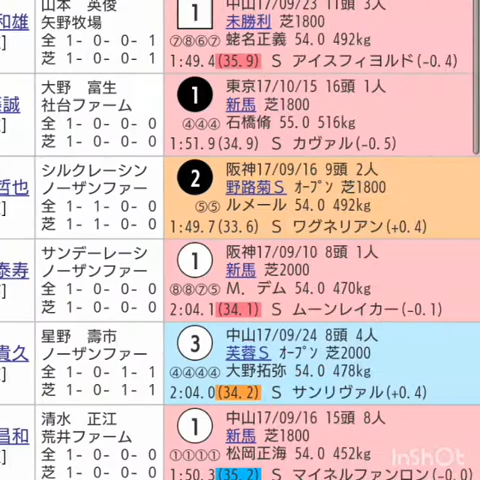 山本 英俊
中山17/09/23 11頭 3人
和雄
矢野牧場
1
未勝利 芝1800
]
全 1- 0- 0- 1
⑦⑧⑥⑦ 蛯名正義 54.0 492kg
芝 1- 0- 0- 1
1:49.4(35.9) S アイスフィヨルド(-0.4)
大野 富生
東京17/10/15 16頭 1人
誠
社台ファーム
1
新馬 芝1800
]
全 1- 0- 0- 0
④④④ 石橋脩 55.0 516kg
芝 1- 0- 0- 0
1:51.9(34.9) S カヴァル(-0.5)
シルクレーシン
阪神17/09/16 9頭 2人
哲也
ノーザンファー
2
野路菊S オープン 芝1800
]
全 1- 1- 0- 0
⑤⑤ ルメール 54.0 492kg
芝 1- 1- 0- 0
1:49.7(33.6) S ワグネリアン(+0.4)
サンデーレーシ
阪神17/09/10 8頭 1人
泰寿
ノーザンファー
1
新馬 芝2000
]
全 1- 0- 0- 0
⑧⑧⑦⑤ M. デム 54.0 470kg
芝 1- 0- 0- 0
2:04.1(34.1) S ムーンレイカー(-0.1)
星野 壽市
中山17/09/24 8頭 4人
貴久
ノーザンファー
3
芙蓉S オープン 芝2000
]
全 1- 0- 1- 1
④④④④ 大野拓弥 54.0 478kg
芝 1- 0- 1- 1
2:04.0(34.2) S サンリヴァル(+0.4)
清水 正江
中山17/09/16 15頭 8人
昌和
荒井ファーム
1
新馬 芝1800
]
全 1- 0- 0- 0
①①①① 松岡正海 54.0 452kg
芝 1- 0- 0- 0
1:50.3(35.2) S マイネルファンロン(-0.0)
InShOt